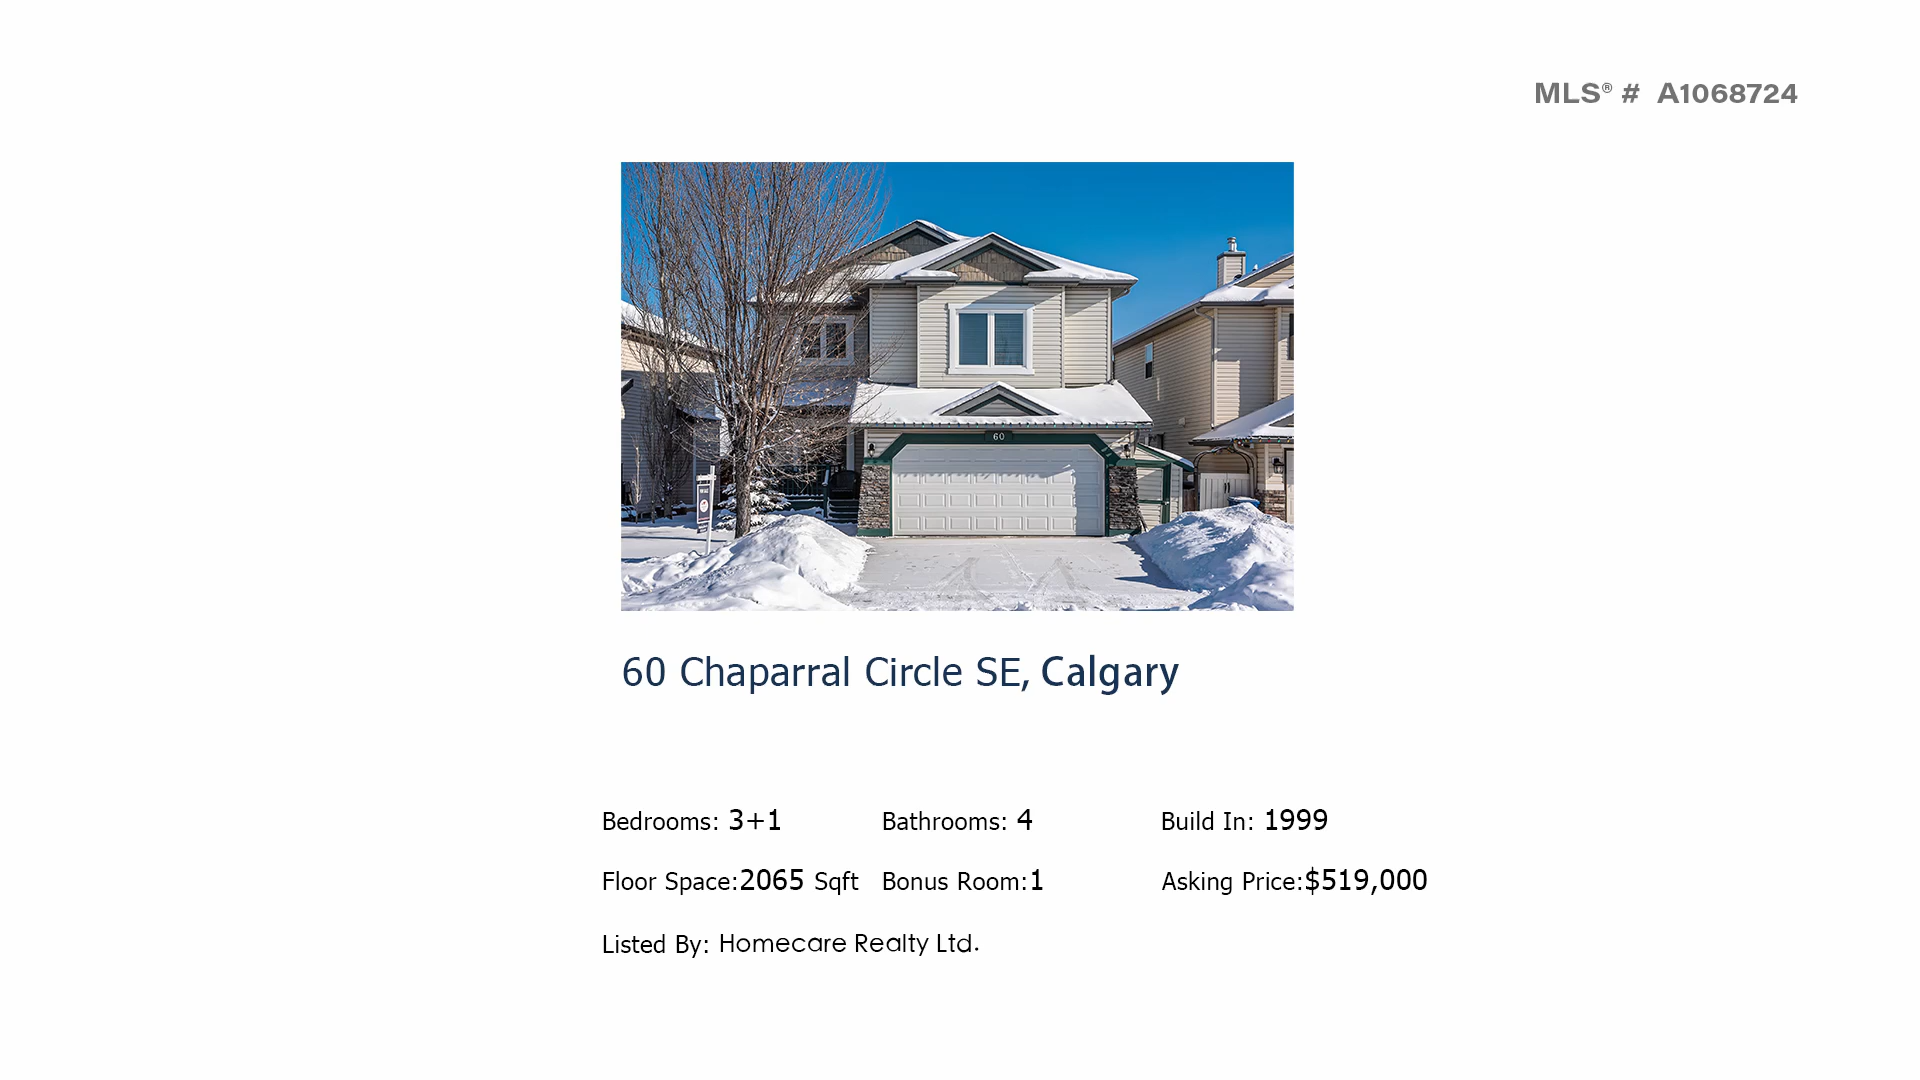 MLS® # A1068724
60
60 Chaparral Circle SE, Calgary
Bedrooms: 3+1 Bathrooms: 4 Build In: 1999
Floor Space:2065 Sqft Bonus Room:1 Asking Price:$519,000
Listed By: Homecare Realty Ltd.